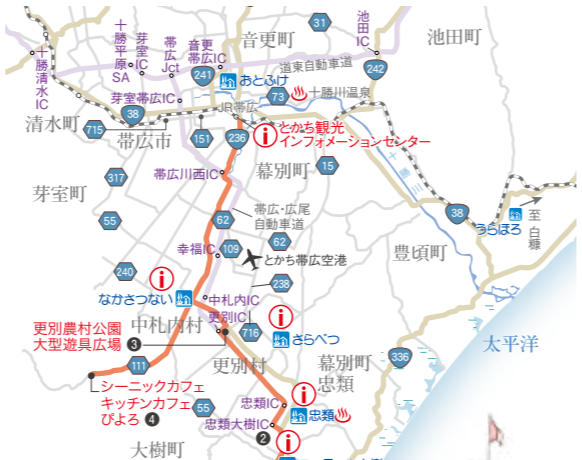 31
池田IC
池田町
音更町
十勝清水IC
十勝平原SA
芽室IC
帯広Jct
音更帯広IC
道東自動車道
241
おとふけ
242
73
十勝川温泉
芽室帯広IC
38
JR帯広
清水町
715
帯広市
151
236
とかち観光
インフォメーションセンター
十勝川
帯広川西IC
幕別町
15
317
芽室町
55
62
帯広・広尾
自動車道
38
うらほろ
至白糠
豊頃町
幸福IC
109
62
とかち帯広空港
240
238
なかさつない
中札内IC
更別IC
中札内村
716
さらべつ
更別農村公園
大型遊具広場
3
太平洋
336
更別村
幕別町
忠類
111
シーニックカフェ
キッチンカフェ
ぴよろ
4
55
忠類IC
忠類
忠類大樹IC
2
大樹町